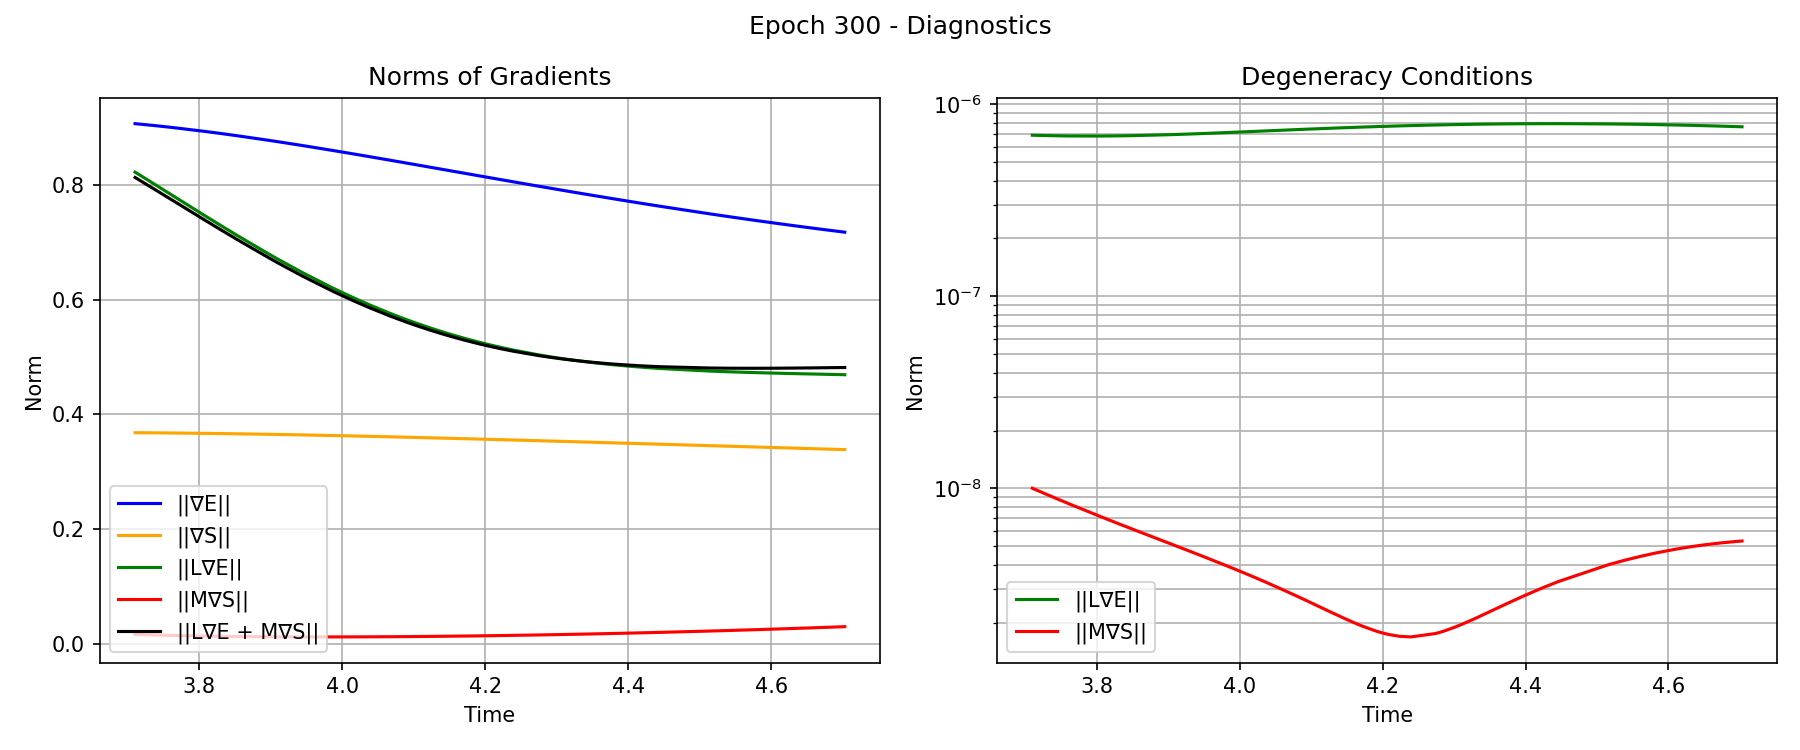 Epoch 300 - Diagnostics
Norms of Gradients
Norm
0.8
0.6
0.4
0.2
0.0
||∇E||
||∇S||
||L∇E||
||M∇S||
||L∇E + M∇S||
3.8 4.0 4.2 4.4 4.6
Time
Degeneracy Conditions
Norm
10⁻⁶
10⁻⁷
10⁻⁸
||L∇E||
||M∇S||
3.8 4.0 4.2 4.4 4.6
Time